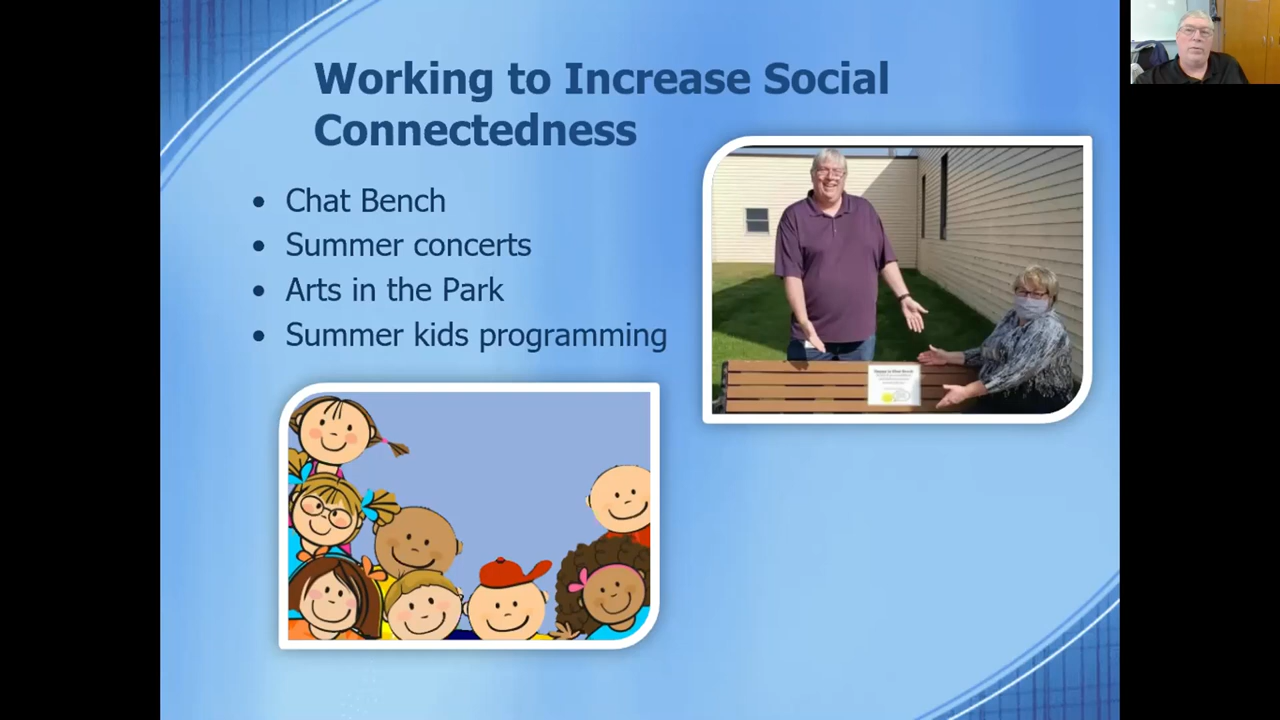 Working to Increase Social
Connectedness
• Chat Bench
• Summer concerts
• Arts in the Park
• Summer kids programming